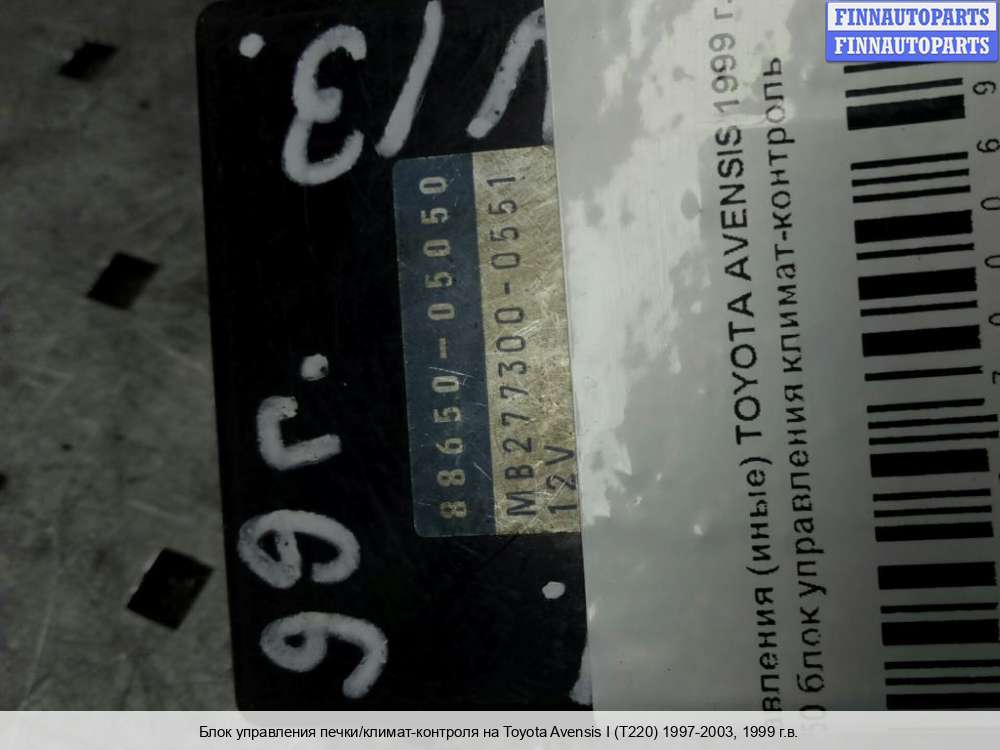 FINNAUTOPARTS
FINNAUTOPARTS
99г.
88650-05050
MB277300-0551
12V
вления (иные) TOYOTA AVENSIS 1999 г.
50 блок управления климат-контроль
Блок управления печки/климат-контроля на Toyota Avensis I (T220) 1997-2003, 1999 г.в.